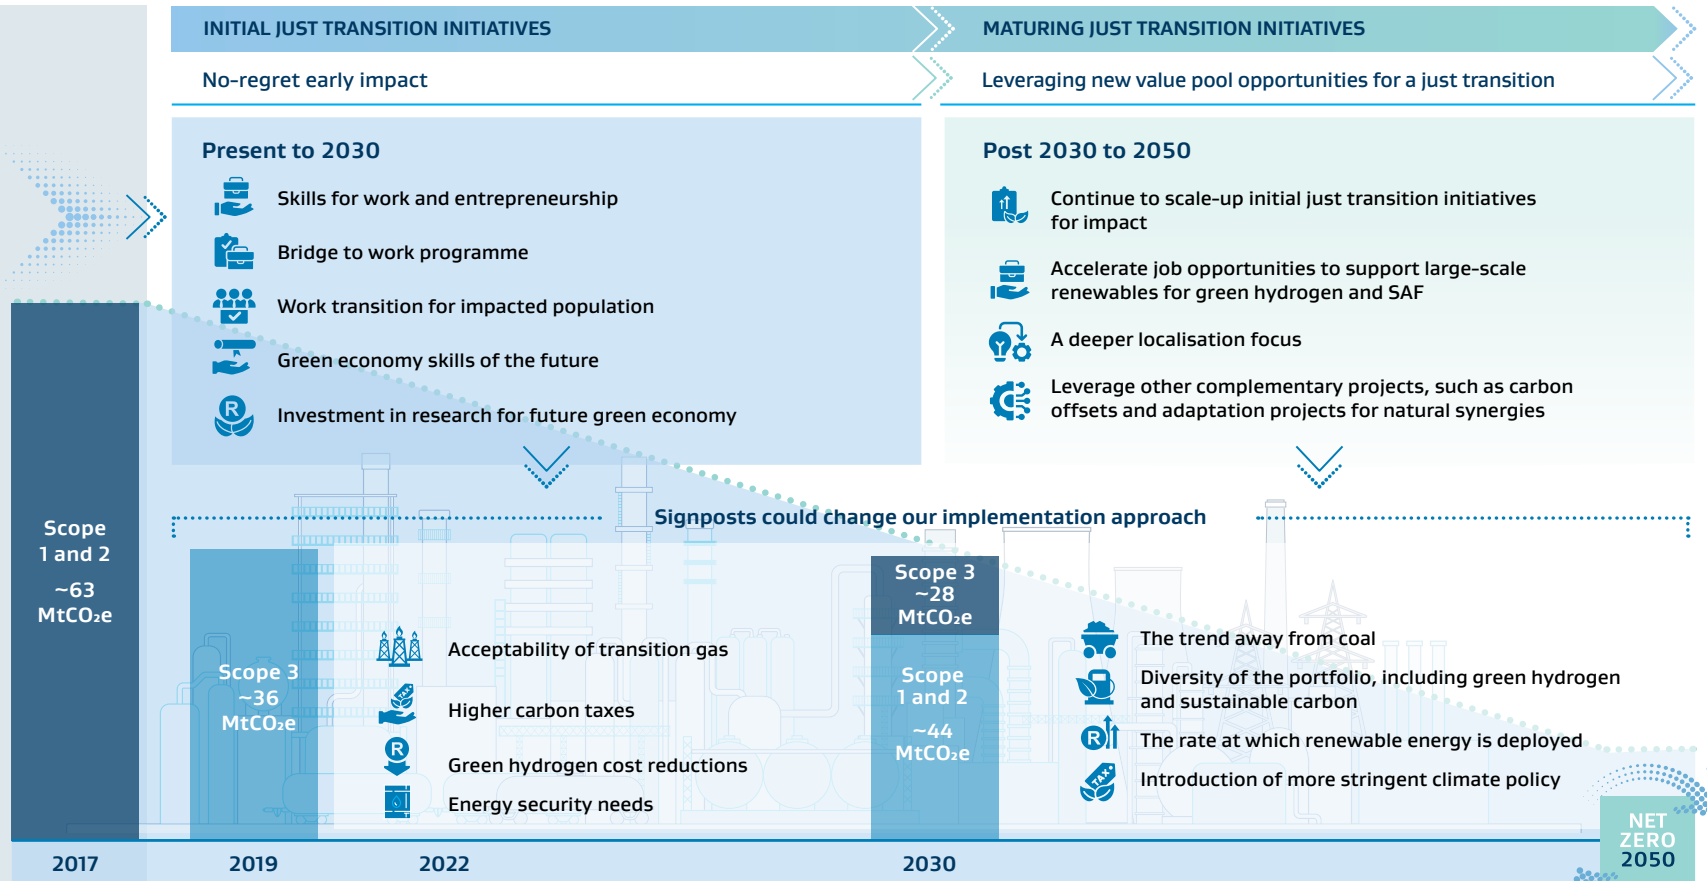 INITIAL JUST TRANSITION INITIATIVES
MATURING JUST TRANSITION INITIATIVES
No-regret early impact
Leveraging new value pool opportunities for a just transition
Present to 2030
Skills for work and entrepreneurship
Bridge to work programme
Work transition for impacted population
Green economy skills of the future
R
Investment in research for future green economy
Post 2030 to 2050
Continue to scale-up initial just transition initiatives
for impact
Accelerate job opportunities to support large-scale
renewables for green hydrogen and SAF
A deeper localisation focus
Leverage other complementary projects, such as carbon
offsets and adaptation projects for natural synergies
Signposts could change our implementation approach
Scope
1 and 2
~63
MtCO₂e
Scope 3
~36
MtCO₂e
Acceptability of transition gas
TAX
Higher carbon taxes
R
Green hydrogen cost reductions
Energy security needs
Scope 3
~28
MtCO₂e
Scope
1 and 2
~44
MtCO₂e
The trend away from coal
Diversity of the portfolio, including green hydrogen
and sustainable carbon
R
The rate at which renewable energy is deployed
TAX
Introduction of more stringent climate policy
2017
2019
2022
2030
NET
ZERO
2050